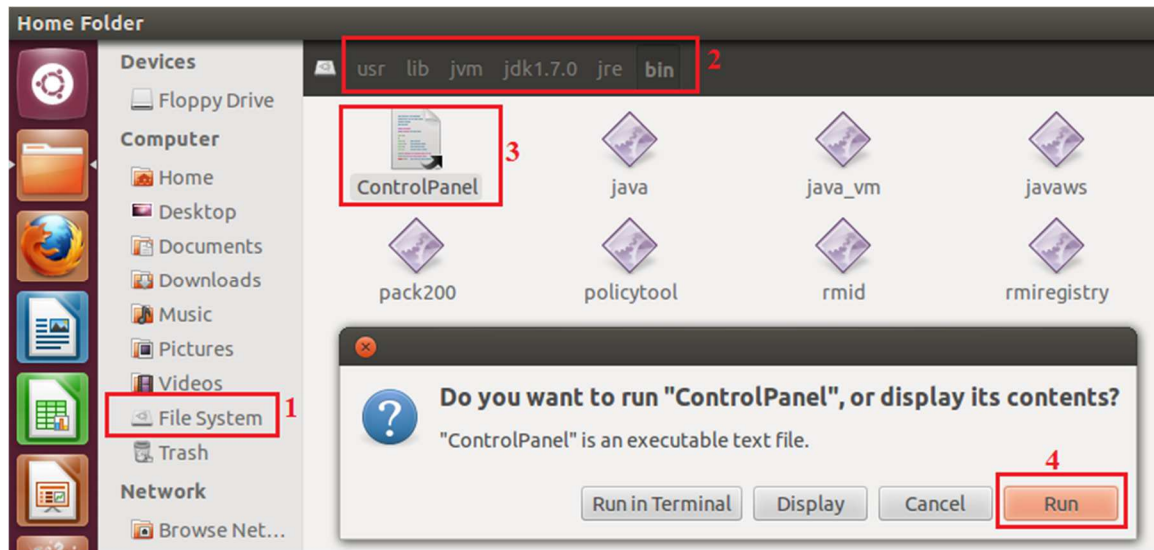 Home Folder
Devices
Floppy Drive
Computer
Home
Desktop
Documents
Downloads
Music
Pictures
Videos
File System
1
Trash
Network
Browse Net...
usr lib jvm jdk1.7.0 jre bin
2
3
ControlPanel java java_vm javaws
pack200 policytool rmid rmiregistry
Do you want to run "ControlPanel", or display its contents?
"ControlPanel" is an executable text file.
4
Run in Terminal Display Cancel Run